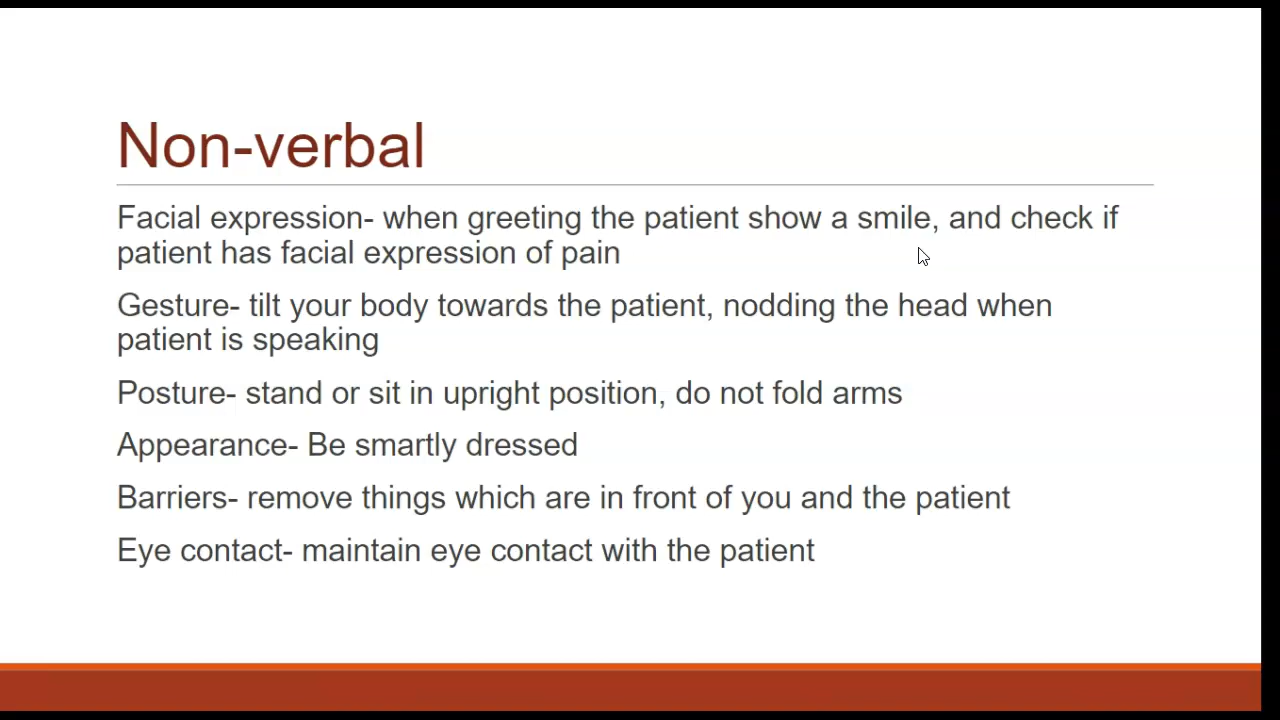 Non-verbal
Facial expression- when greeting the patient show a smile, and check if
patient has facial expression of pain
Gesture- tilt your body towards the patient, nodding the head when
patient is speaking
Posture- stand or sit in upright position, do not fold arms
Appearance- Be smartly dressed
Barriers- remove things which are in front of you and the patient
Eye contact- maintain eye contact with the patient